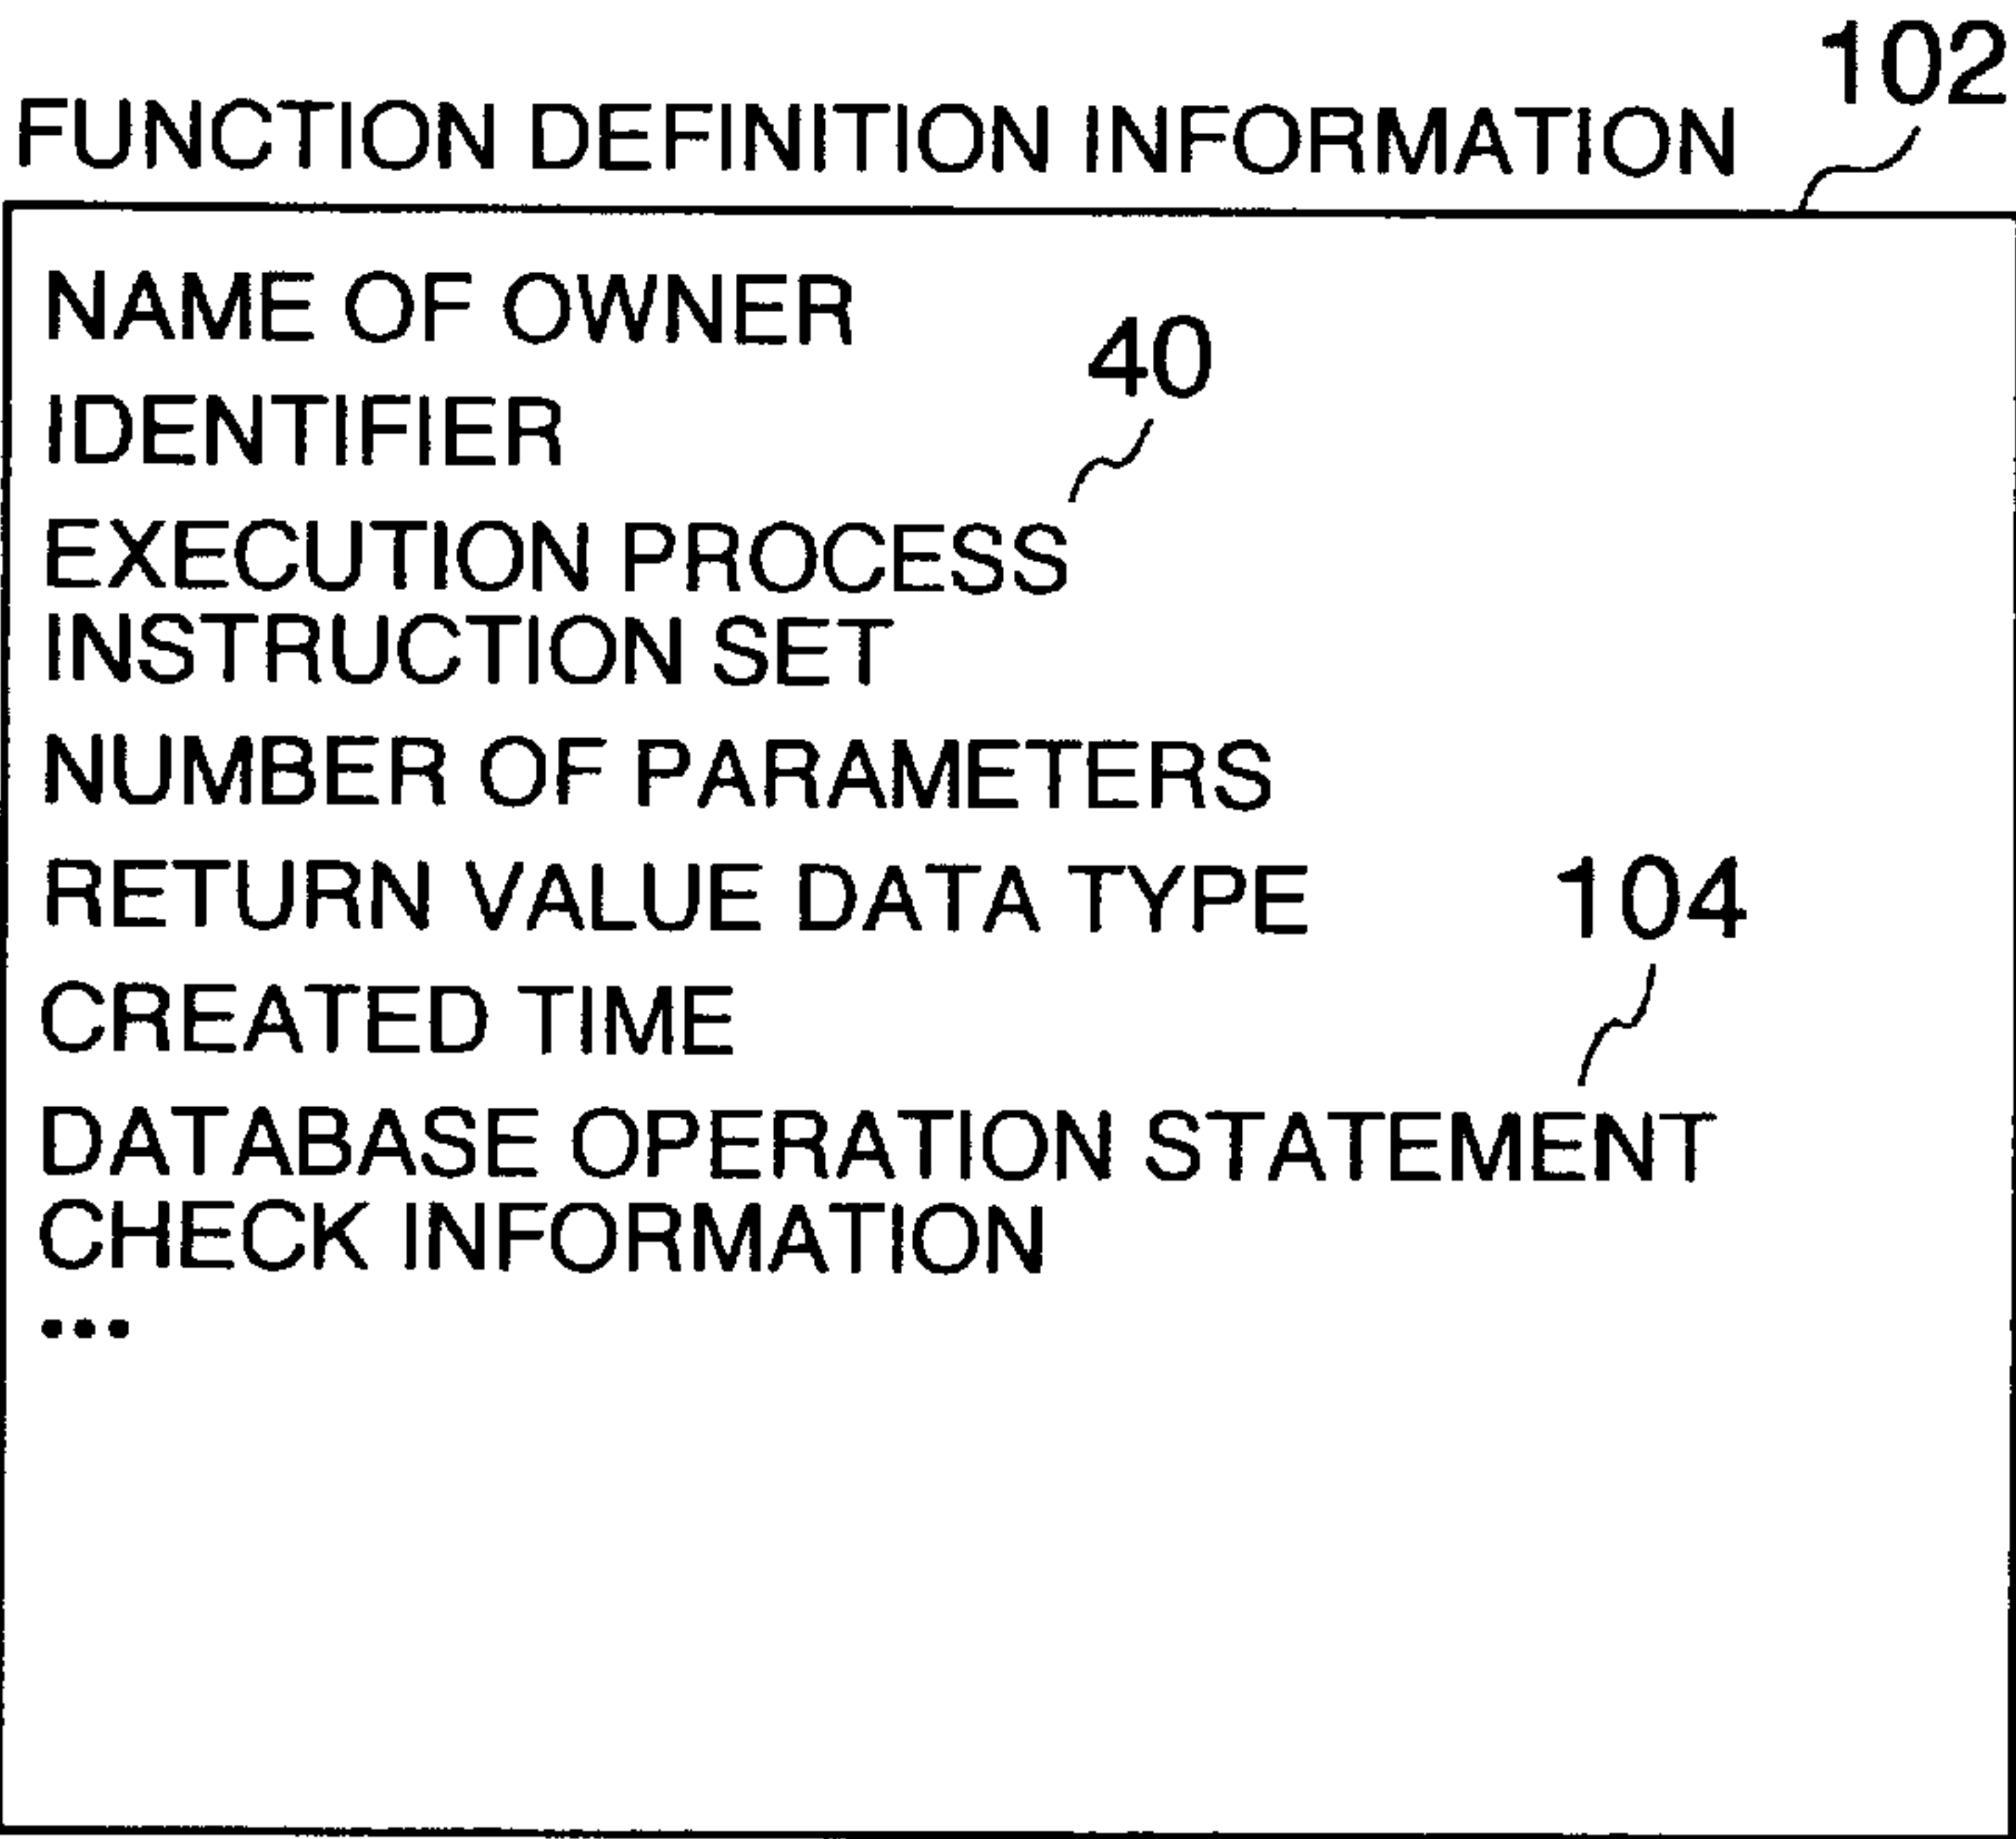 102
FUNCTION DEFINITION INFORMATION
NAME OF OWNER
40
IDENTIFIER
EXECUTION PROCESS
INSTRUCTION SET
NUMBER OF PARAMETERS
RETURN VALUE DATA TYPE
104
CREATED TIME
DATABASE OPERATION STATEMENT
CHECK INFORMATION
•••